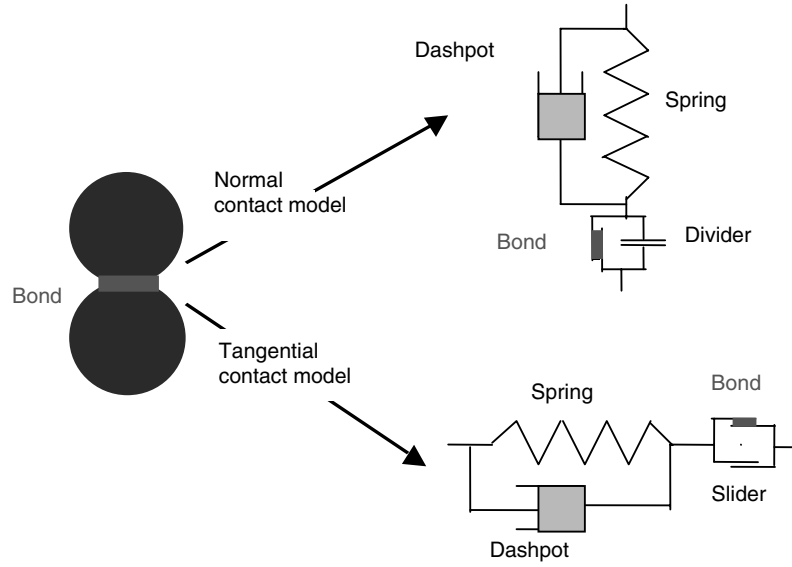 Dashpot
Spring
Normal
contact model
Bond
Divider
Bond
Tangential
contact model
Bond
Spring
Slider
Dashpot